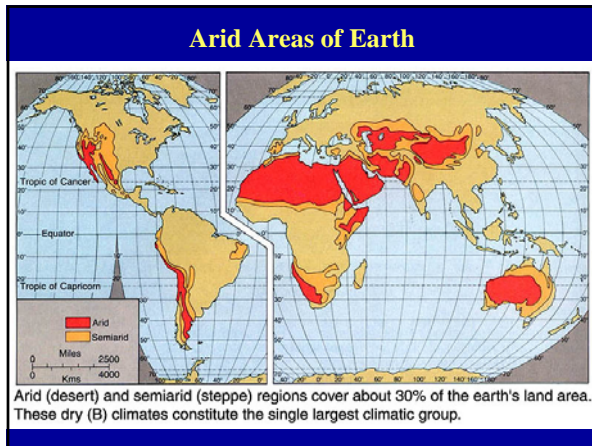 Arid Areas of Earth
Tropic of Cancer
Equator
Tropic of Capricorn
Arid
Semiarid
Miles
0 2500
0 4000
Kms
Arid (desert) and semiarid (steppe) regions cover about 30% of the earth's land area.
These dry (B) climates constitute the single largest climatic group.